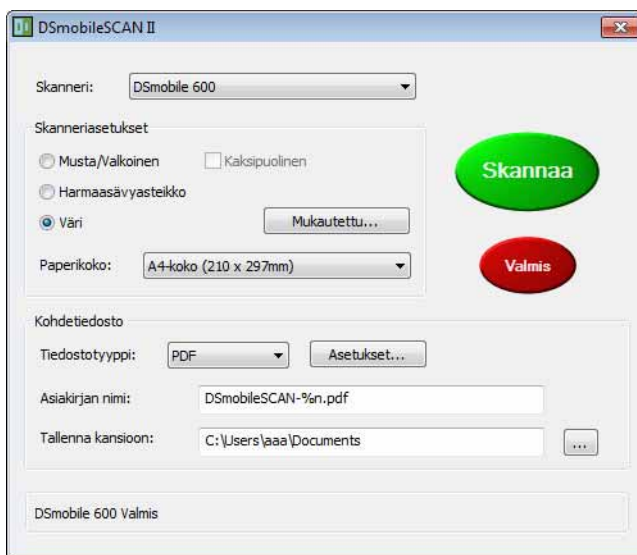 DSmobileSCAN II
Skanneri: DSmobile 600
Skanneriasetukset
Musta/Valkoinen Kaksipuolinen
Skannaa
Harmaasävyasteikko
Väri Mukautettu...
Paperikoko: A4-koko (210 x 297mm)
Valmis
Kohdetiedosto
Tiedostotyyppi: PDF Asetukset...
Asiakirjan nimi: DSmobileSCAN-%n.pdf
Tallenna kansioon: C:\Users\aaa\Documents ...
DSmobile 600 Valmis